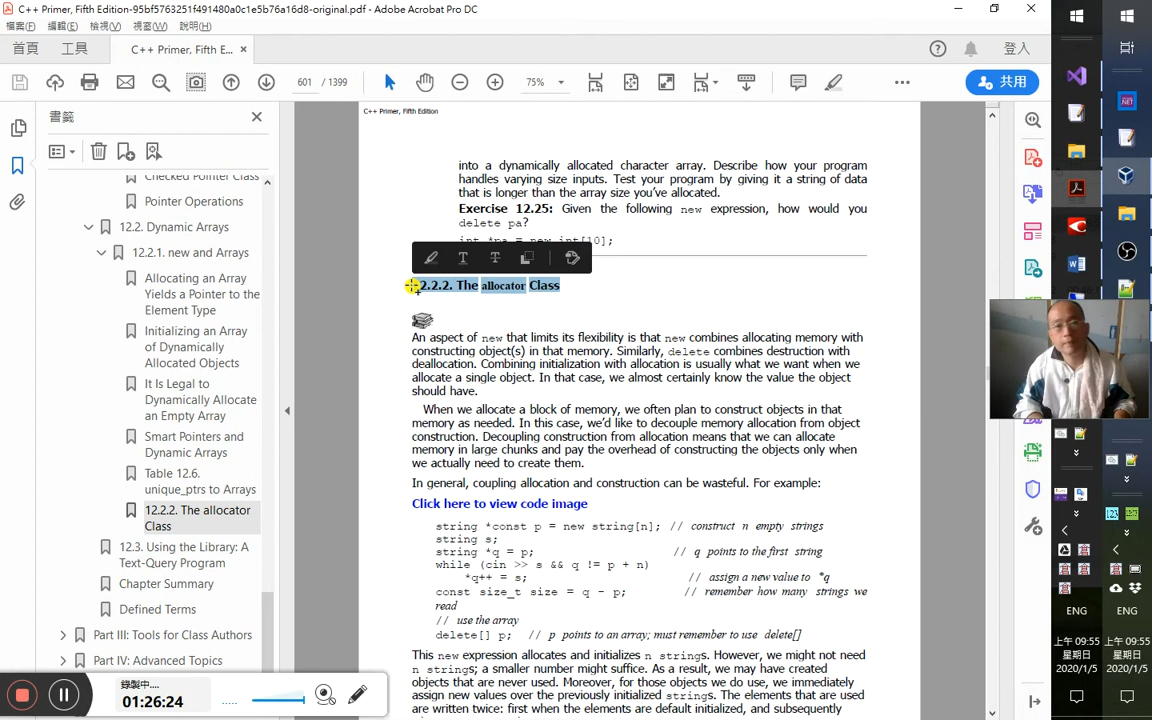 C++ Primer, Fifth Edition-95bf5763251f491480a0c1e5b76a16d8-original.pdf - Adobe Acrobat Pro DC
檔案(F) 編輯(E) 檢視(V) 視窗(W) 說明(H)
首頁 工具 C++ Primer, Fifth E... × 登入
601 / 1399 75% 共用
書籤
Checked Pointer Class
Pointer Operations
12.2. Dynamic Arrays
12.2.1. new and Arrays
Allocating an Array
Yields a Pointer to the
Element Type
Initializing an Array
of Dynamically
Allocated Objects
It Is Legal to
Dynamically Allocate
an Empty Array
Smart Pointers and
Dynamic Arrays
Table 12.6.
unique_ptrs to Arrays
12.2.2. The allocator
Class
12.3. Using the Library: A
Text-Query Program
Chapter Summary
Defined Terms
Part III: Tools for Class Authors
Part IV: Advanced Topics
C++ Primer, Fifth Edition
into a dynamically allocated character array. Describe how your program
handles varying size inputs. Test your program by giving it a string of data
that is longer than the array size you've allocated.
Exercise 12.25: Given the following new expression, how would you
delete pa?
int *pa = new int[10];
2.2.2. The allocator Class
An aspect of new that limits its flexibility is that new combines allocating memory with
constructing object(s) in that memory. Similarly, delete combines destruction with
deallocation. Combining initialization with allocation is usually what we want when we
allocate a single object. In that case, we almost certainly know the value the object
should have.
When we allocate a block of memory, we often plan to construct objects in that
memory as needed. In this case, we'd like to decouple memory allocation from object
construction. Decoupling construction from allocation means that we can allocate
memory in large chunks and pay the overhead of constructing the objects only when
we actually need to create them.
In general, coupling allocation and construction can be wasteful. For example:
Click here to view code image
string *const p = new string[n]; // construct n empty strings
string s;
string *q = p; // q points to the first string
while (cin >> s && q != p + n)
*q++ = s; // assign a new value to *q
const size_t size = q - p; // remember how many strings we
read
// use the array
delete[] p; // p points to an array; must remember to use delete[]
This new expression allocates and initializes n strings. However, we might not need
n strings; a smaller number might suffice. As a result, we may have created
objects that are never used. Moreover, for those objects we do use, we immediately
assign new values over the previously initialized strings. The elements that are used
are written twice: first when the elements are default initialized, and subsequently
錄製中....
01:26:24
ENG ENG
上午 09:55 上午 09:55
星期日 星期日
2020/1/5 2020/1/5